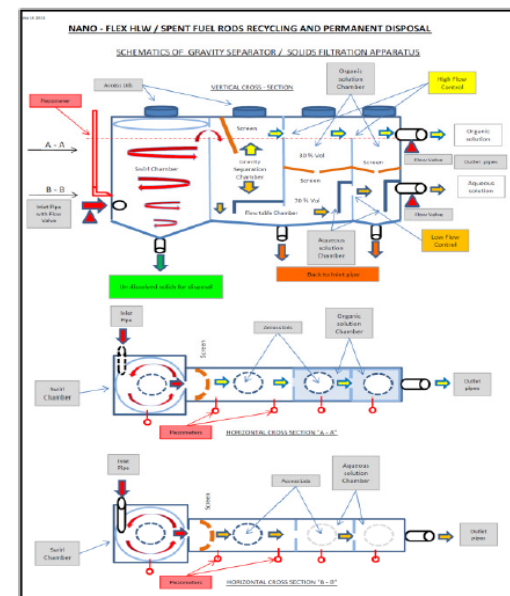 NANO - FLEX HLW / SPENT FUEL RODS RECYCLING AND PERMANENT DISPOSAL
SCHEMATICS OF GRAVITY SEPARATOR / SOLIDS FILTRATION APPARATUS
Access Lids
VERTICAL CROSS - SECTION
Organic
solution
Chamber
High Flow
Control
Piezometer
A - A
B - B
Inlet Pipe
with Flow
Valve
Swirl Chamber
Screen
Gravity
Separation
Chamber
30 % Vol
Screen
Screen
70 % Vol
Flow table Chamber
Organic
solution
Flow Valve
Outlet pipes
Aqueous
solution
Flow Valve
Aqueous
solution
Chamber
Low Flow
Control
Un dissolved solids for disposal
Back to Inlet pipe
Inlet
Pipe
Screen
Access Lids
Organic
solution
Chamber
Swirl
Chamber
Outlet
pipes
Piezometers
HORIZONTAL CROSS SECTION "A - A"
Inlet
Pipe
Screen
Access Lids
Aqueous
solution
Chamber
Swirl
Chamber
Outlet
pipes
Piezometers
HORIZONTAL CROSS SECTION "B - B"